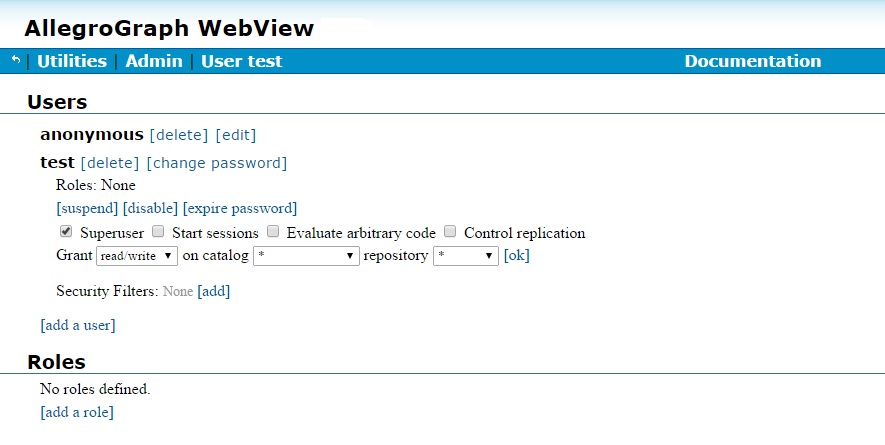 AllegroGraph WebView
↰ | Utilities | Admin | User test Documentation
Users
anonymous [delete] [edit]
test [delete] [change password]
Roles: None
[suspend] [disable] [expire password]
Superuser Start sessions Evaluate arbitrary code Control replication
Grant read/write on catalog * repository * [ok]
Security Filters: None [add]
[add a user]
Roles
No roles defined.
[add a role]